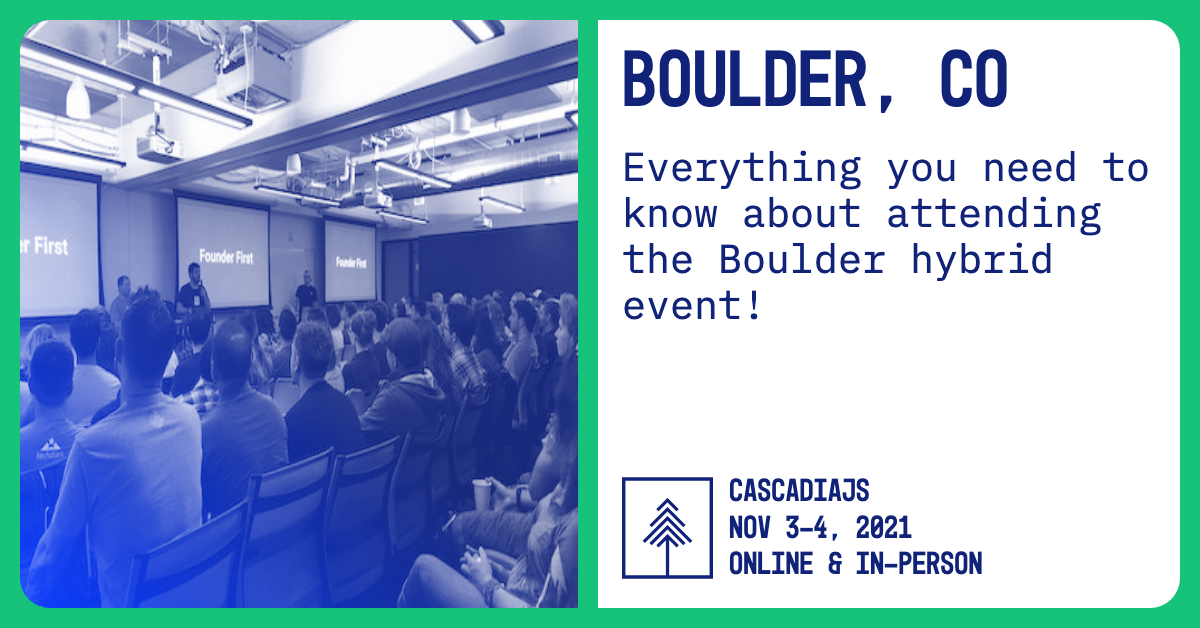 er First
Founder First
Founder First
BOULDER, CO
Everything you need to
know about attending
the Boulder hybrid
event!
CASCADIAJS
NOV 3-4, 2021
ONLINE & IN-PERSON